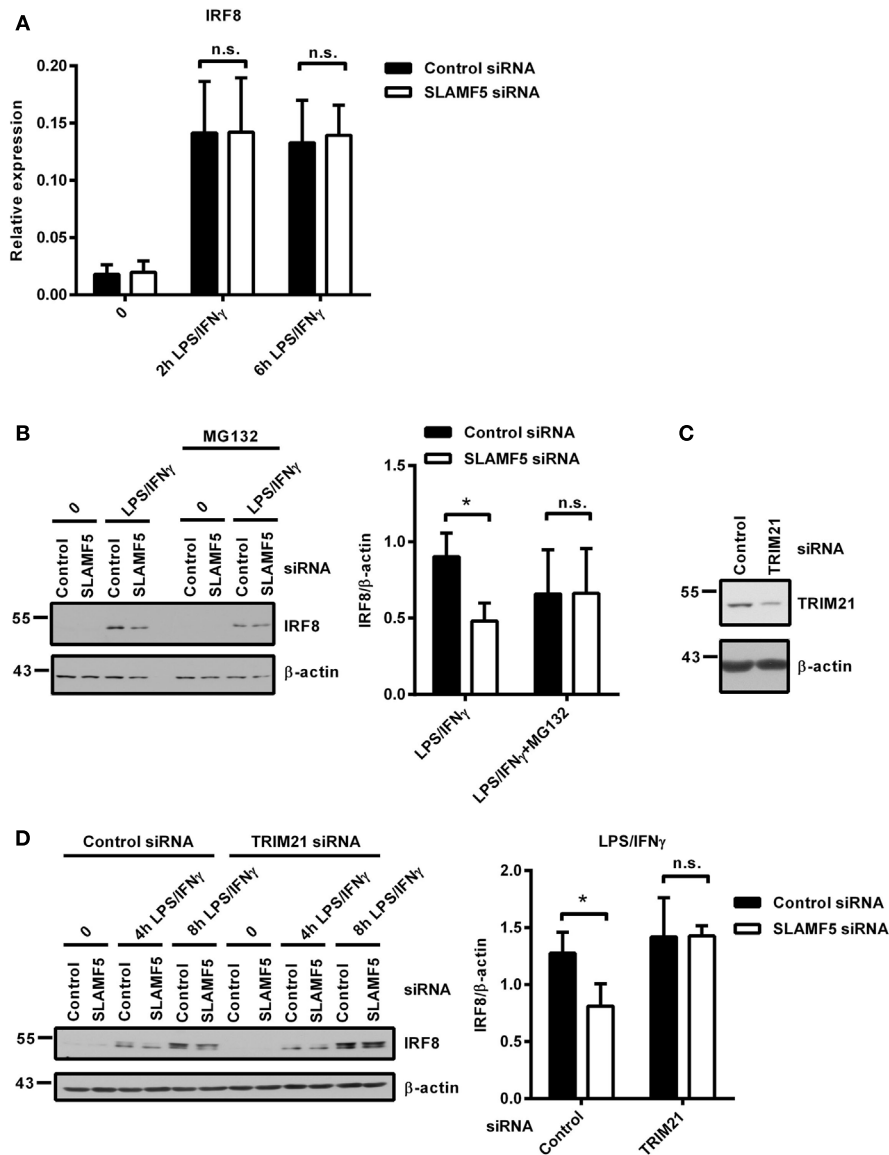 A
IRF8
n.s.
n.s.
Control siRNA
SLAMF5 siRNA
Relative expression
0.20
0.15
0.10
0.05
0.00
0
2h LPS/IFNγ
6h LPS/IFNγ
B
MG132
0
LPS/IFNγ
0
LPS/IFNγ
Control
SLAMF5
Control
SLAMF5
Control
SLAMF5
Control
SLAMF5
siRNA
55
IRF8
43
β-actin
Control siRNA
SLAMF5 siRNA
IRF8/β-actin
1.5
1.0
0.5
0.0
*
n.s.
LPS/IFNγ
LPS/IFNγ+MG132
C
Control
TRIM21
siRNA
55
TRIM21
43
β-actin
D
Control siRNA
TRIM21 siRNA
0
4h LPS/IFNγ
8h LPS/IFNγ
0
4h LPS/IFNγ
8h LPS/IFNγ
Control
SLAMF5
Control
SLAMF5
Control
SLAMF5
Control
SLAMF5
Control
SLAMF5
Control
SLAMF5
siRNA
55
IRF8
43
β-actin
LPS/IFNγ
n.s.
*
Control siRNA
SLAMF5 siRNA
IRF8/β-actin
2.0
1.5
1.0
0.5
0.0
siRNA
Control
TRIM21